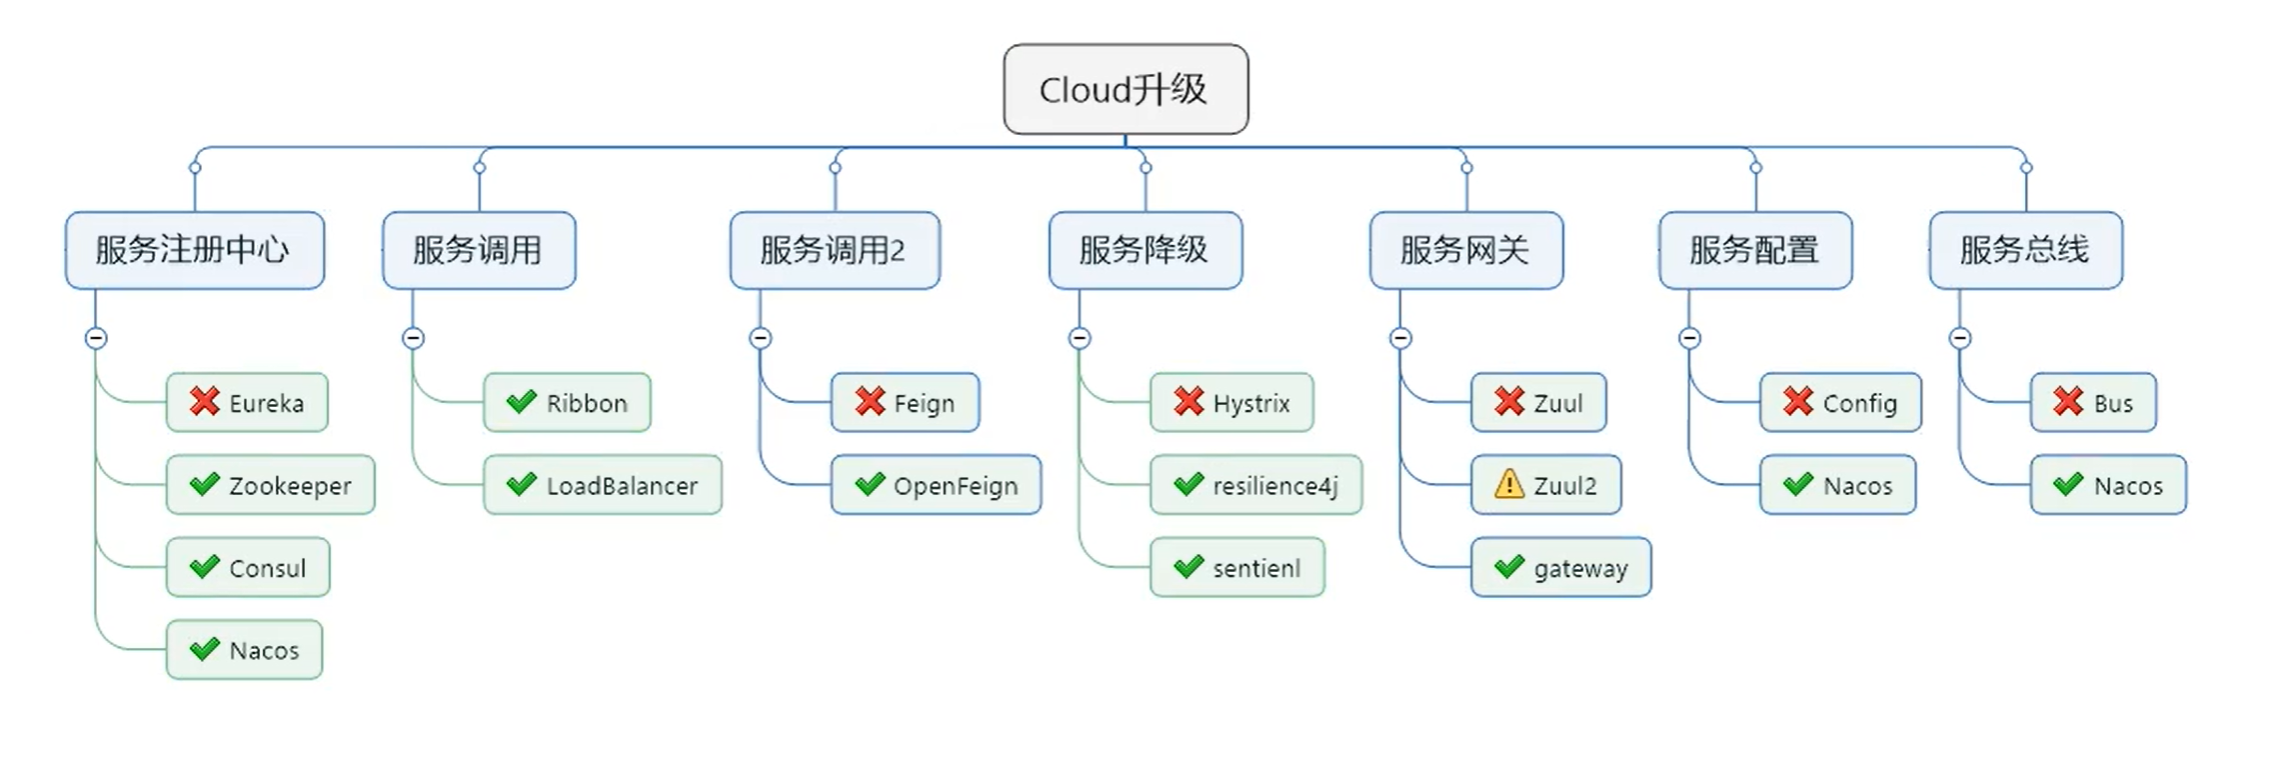 Cloud升级
服务注册中心
Eureka
Zookeeper
Consul
Nacos
服务调用
Ribbon
LoadBalancer
服务调用2
Feign
OpenFeign
服务降级
Hystrix
resilience4j
sentienl
服务网关
Zuul
Zuul2
gateway
服务配置
Config
Nacos
服务总线
Bus
Nacos